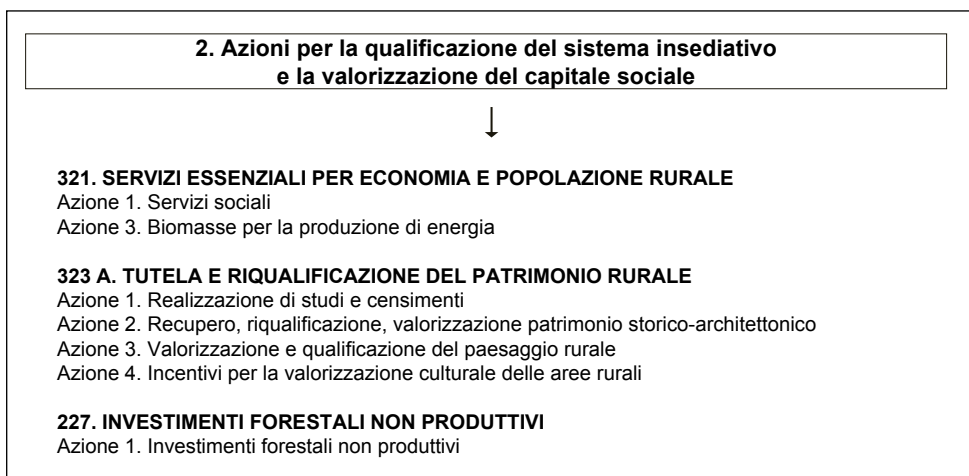 2. Azioni per la qualificazione del sistema insediativo
e la valorizzazione del capitale sociale
321. SERVIZI ESSENZIALI PER ECONOMIA E POPOLAZIONE RURALE
Azione 1. Servizi sociali
Azione 3. Biomasse per la produzione di energia
323 A. TUTELA E RIQUALIFICAZIONE DEL PATRIMONIO RURALE
Azione 1. Realizzazione di studi e censimenti
Azione 2. Recupero, riqualificazione, valorizzazione patrimonio storico-architettonico
Azione 3. Valorizzazione e qualificazione del paesaggio rurale
Azione 4. Incentivi per la valorizzazione culturale delle aree rurali
227. INVESTIMENTI FORESTALI NON PRODUTTIVI
Azione 1. Investimenti forestali non produttivi